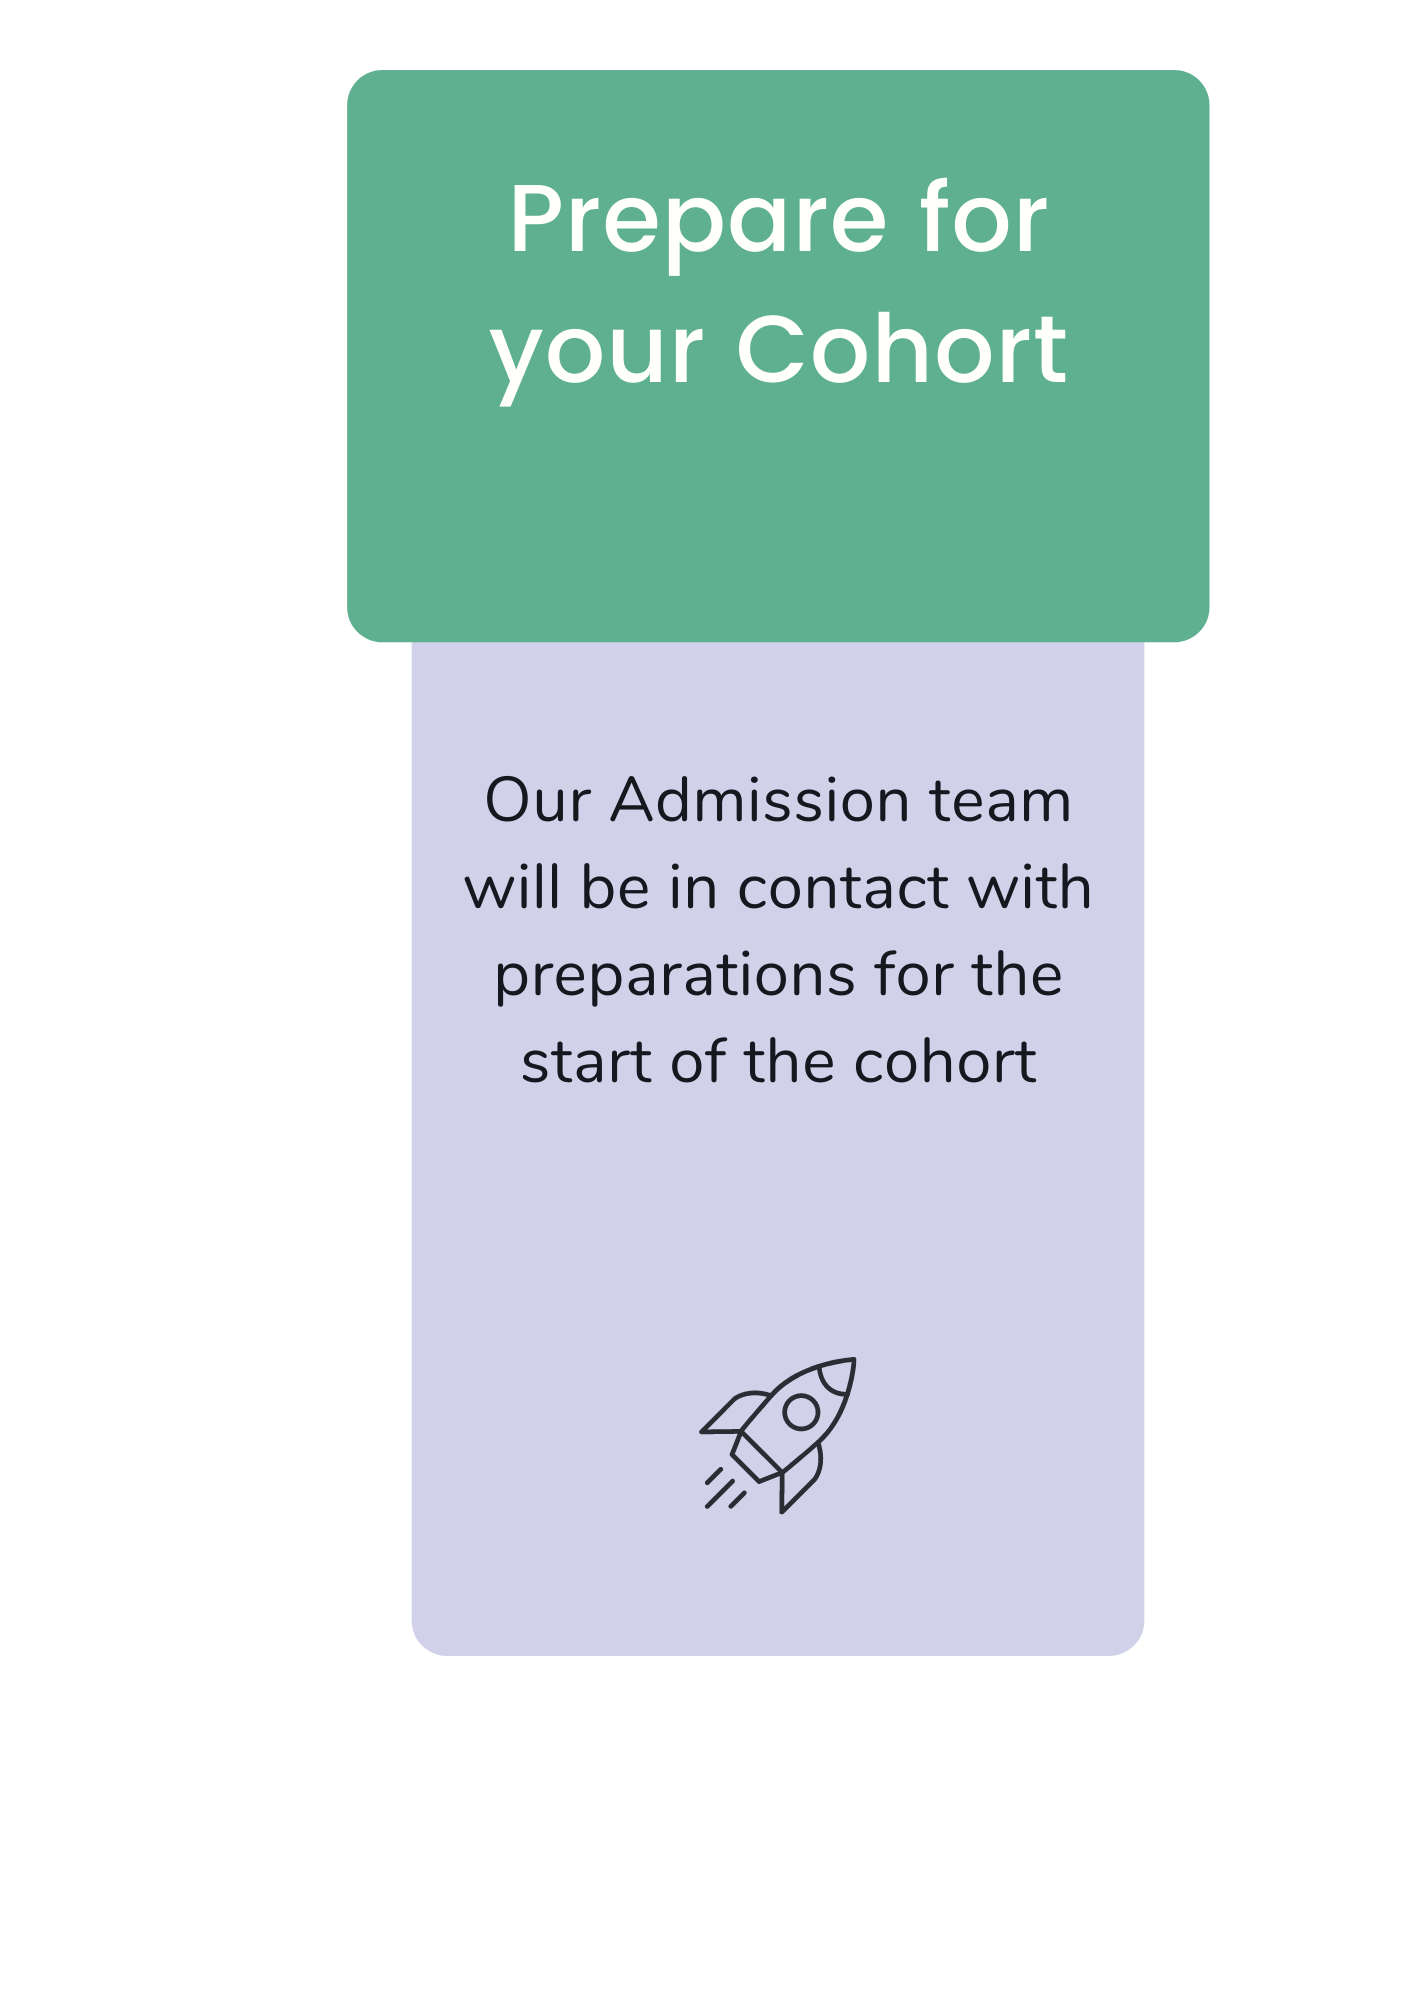 Prepare for
your Cohort
Our Admission team
will be in contact with
preparations for the
start of the cohort